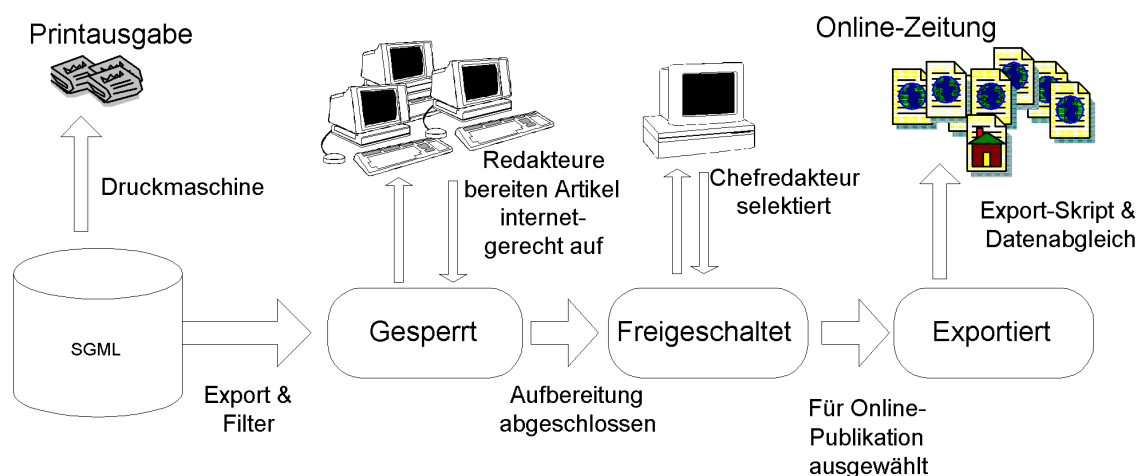 Printausgabe
Online-Zeitung
Druckmaschine
Redakteure
bereiten Artikel
internet-
gerecht auf
Chefredakteur
selektiert
Export-Skript &
Datenabgleich
SGML
Gesperrt
Freigeschaltet
Exportiert
Export &
Filter
Aufbereitung
abgeschlossen
Für Online-
Publikation
ausgewählt